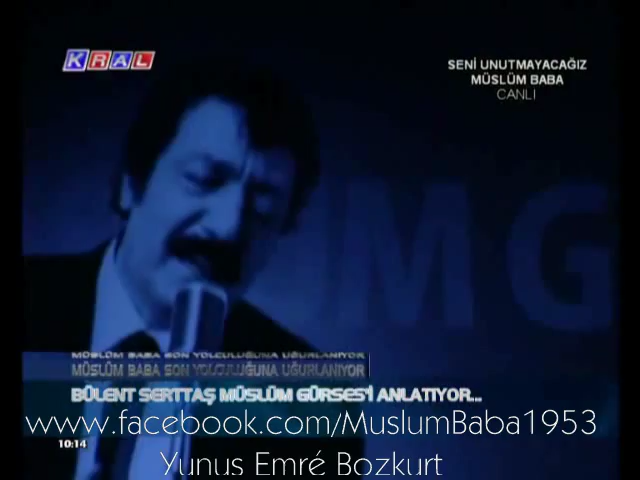 KRAL
SENİ UNUTMAYACAĞIZ
MÜSLÜM BABA
CANLI
MG
MÜSLÜM BABA SON YOLCULUĞUNA UĞURLANIYOR
MÜSLÜM BABA SON YOLCULUĞUNA UĞURLANIYOR
BÜLENT SERTTAŞ MÜSLÜM GÜRSES'İ ANLATIYOR...
www.facebook.com/MuslumBaba1953
10:14
Yunus Emré Bozkurt